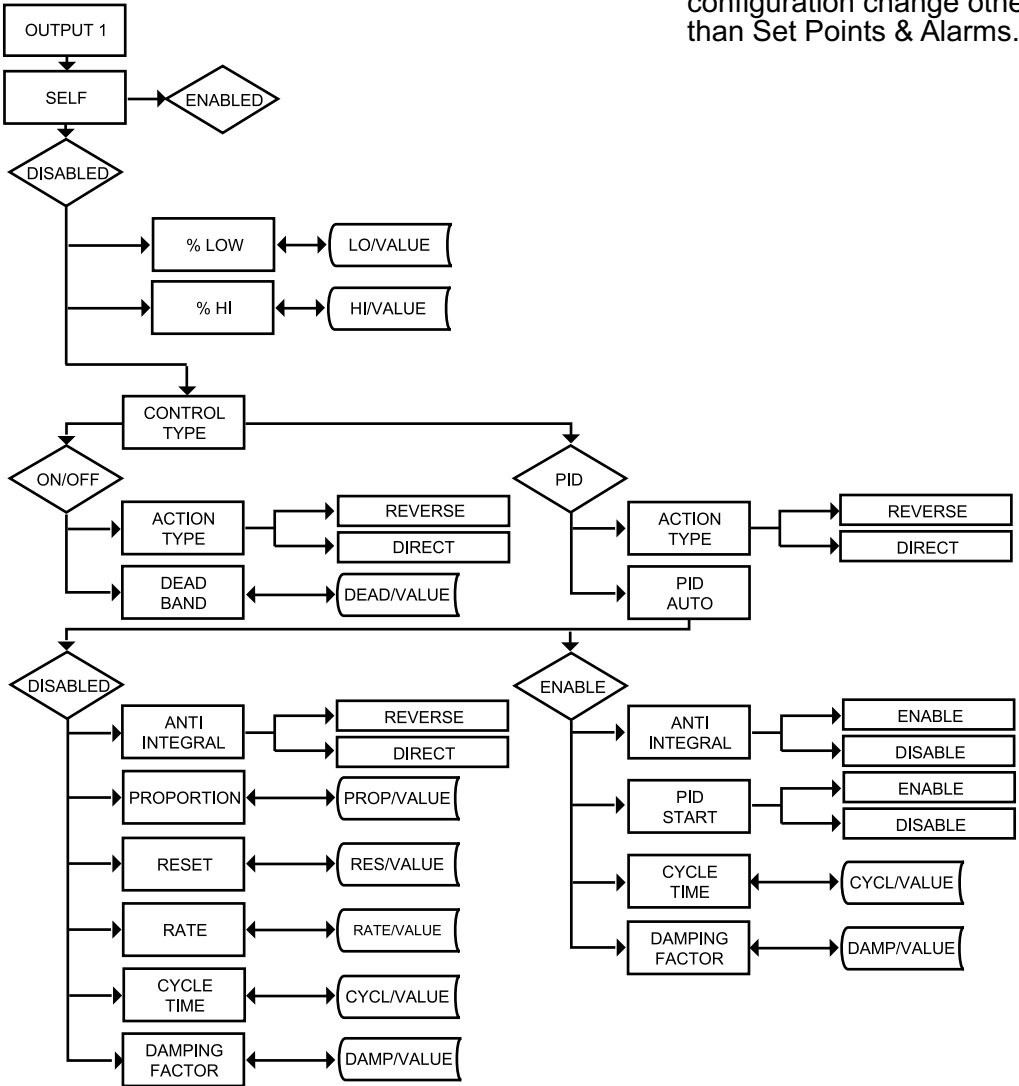 configuration change othe
than Set Points & Alarms.
OUTPUT 1
SELF
ENABLED
DISABLED
% LOW
LO/VALUE
% HI
HI/VALUE
CONTROL
TYPE
ON/OFF
PID
ACTION
TYPE
REVERSE
DIRECT
ACTION
TYPE
REVERSE
DIRECT
DEAD
BAND
DEAD/VALUE
PID
AUTO
DISABLED
ENABLE
ANTI
INTEGRAL
REVERSE
DIRECT
ANTI
INTEGRAL
ENABLE
DISABLE
PROPORTION
PROP/VALUE
PID
START
ENABLE
DISABLE
RESET
RES/VALUE
CYCLE
TIME
CYCL/VALUE
RATE
RATE/VALUE
DAMPING
FACTOR
DAMP/VALUE
CYCLE
TIME
CYCL/VALUE
DAMPING
FACTOR
DAMP/VALUE